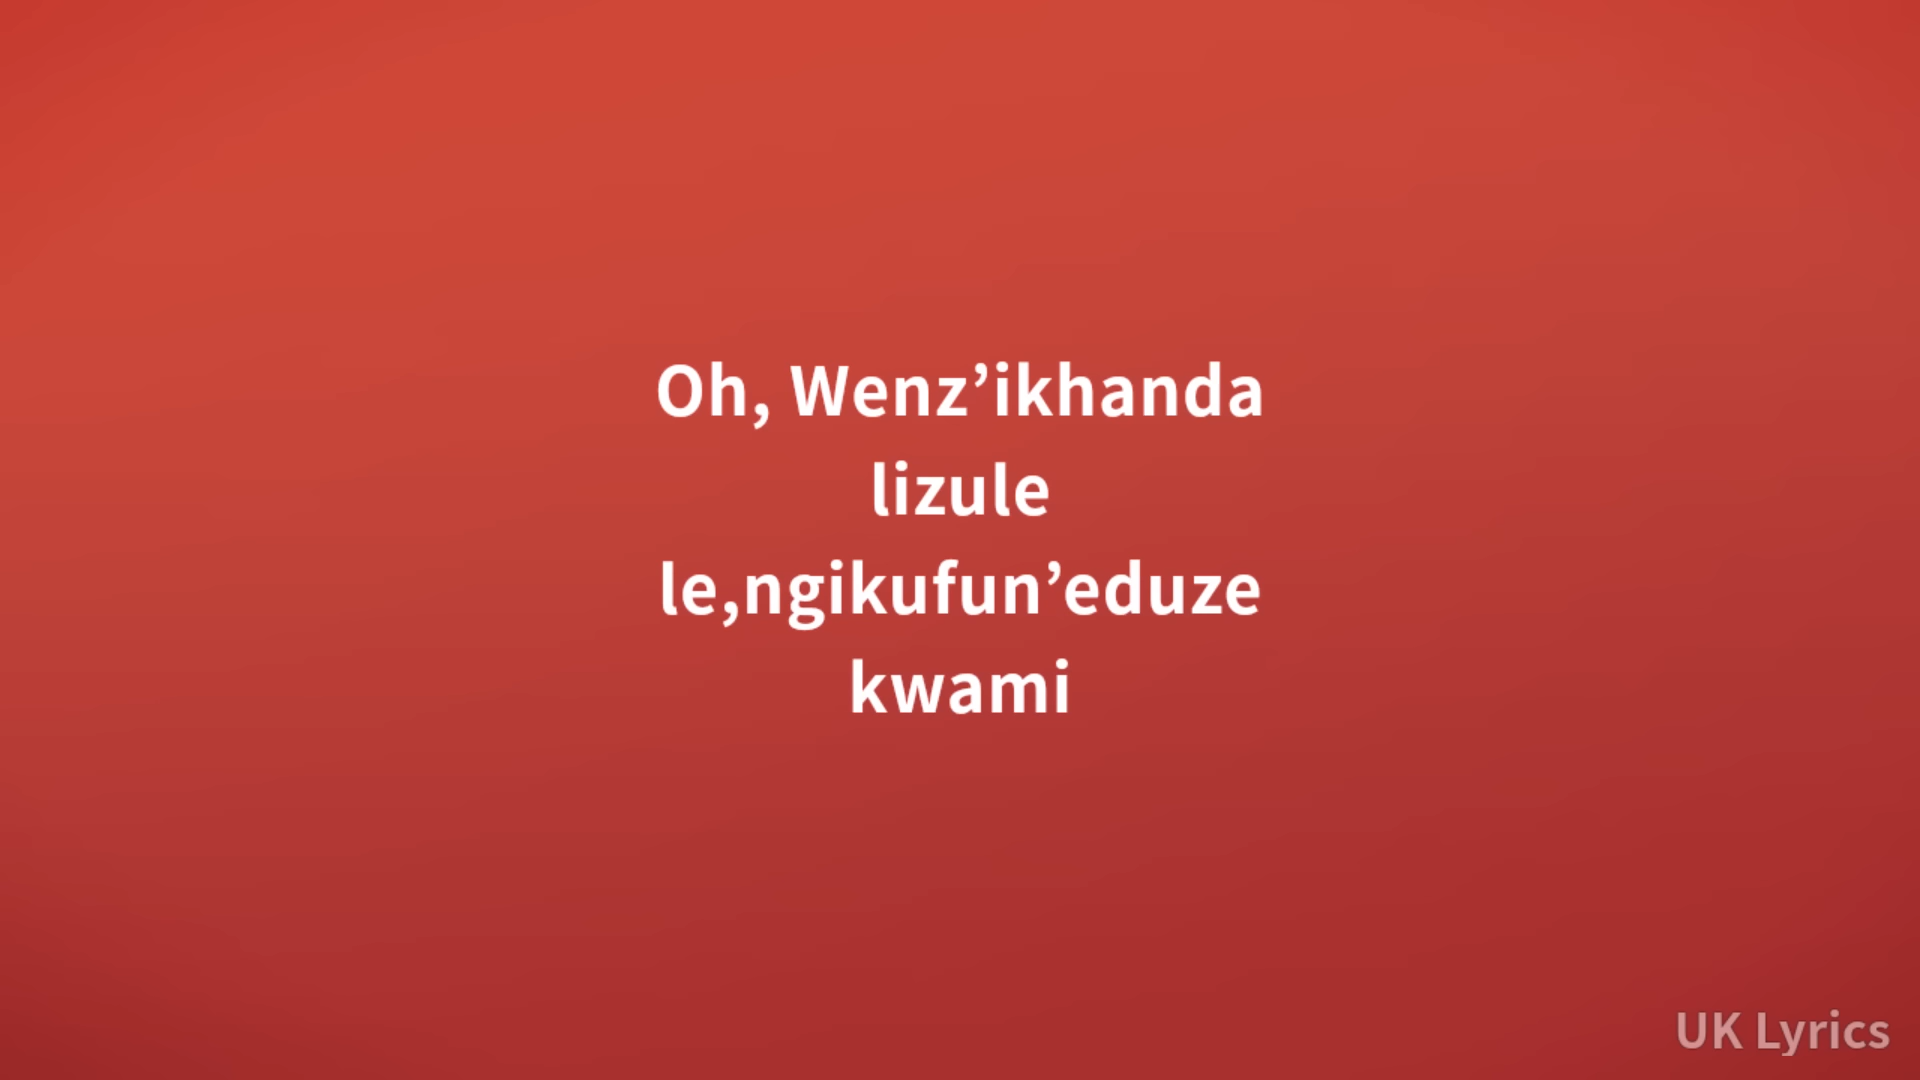 Oh, Wenz’ikhanda
lizule
le,ngikufun’eduze
kwami
UK Lyrics